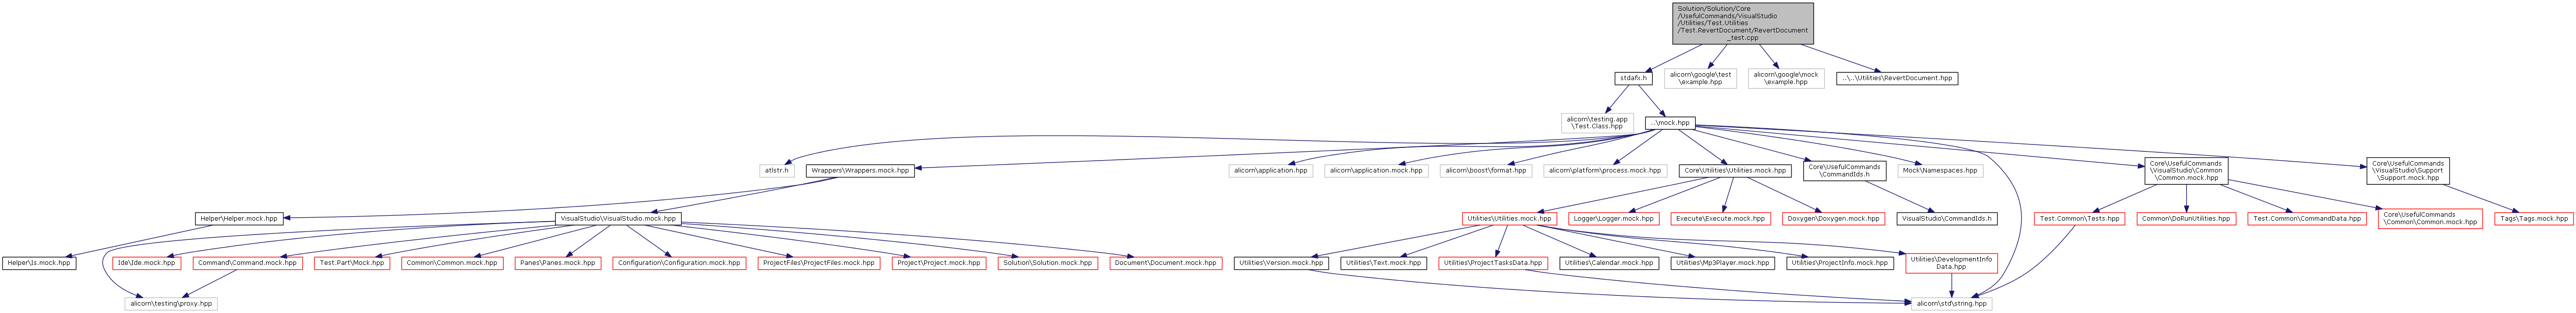 Solution/Solution/Core
/UsefulCommands/VisualStudio
/Utilities/Test.Utilities
/Test.RevertDocument/RevertDocument
_test.cpp
stdafx.h
alicorn\google\test
\example.hpp
alicorn\google\mock
\example.hpp
..\..\Utilities\RevertDocument.hpp
alicorn\testing.app
\Test.Class.hpp
..\mock.hpp
atlstr.h
Wrappers\Wrappers.mock.hpp
alicorn\application.hpp
alicorn\application.mock.hpp
alicorn\boost\format.hpp
alicorn\platform\process.mock.hpp
Core\Utilities\Utilities.mock.hpp
Core\UsefulCommands
\CommandIds.h
Mock\Namespaces.hpp
Core\UsefulCommands
\VisualStudio\Common
\Common.mock.hpp
Core\UsefulCommands
\VisualStudio\Support
\Support.mock.hpp
Helper\Helper.mock.hpp
VisualStudio\VisualStudio.mock.hpp
Utilities\Utilities.mock.hpp
Logger\Logger.mock.hpp
Execute\Execute.mock.hpp
Doxygen\Doxygen.mock.hpp
VisualStudio\CommandIds.h
Test.Common\Tests.hpp
Common\DoRunUtilities.hpp
Test.Common\CommandData.hpp
Core\UsefulCommands
\Common\Common.mock.hpp
Tags\Tags.mock.hpp
Helper\Is.mock.hpp
Ide\Ide.mock.hpp
Command\Command.mock.hpp
Test.Part\Mock.hpp
Common\Common.mock.hpp
Panes\Panes.mock.hpp
Configuration\Configuration.mock.hpp
ProjectFiles\ProjectFiles.mock.hpp
Project\Project.mock.hpp
Solution\Solution.mock.hpp
Document\Document.mock.hpp
Utilities\Version.mock.hpp
Utilities\Text.mock.hpp
Utilities\ProjectTasksData.hpp
Utilities\Calendar.mock.hpp
Utilities\Mp3Player.mock.hpp
Utilities\ProjectInfo.mock.hpp
Utilities\DevelopmentInfo
Data.hpp
alicorn\testing\proxy.hpp
alicorn\std\string.hpp